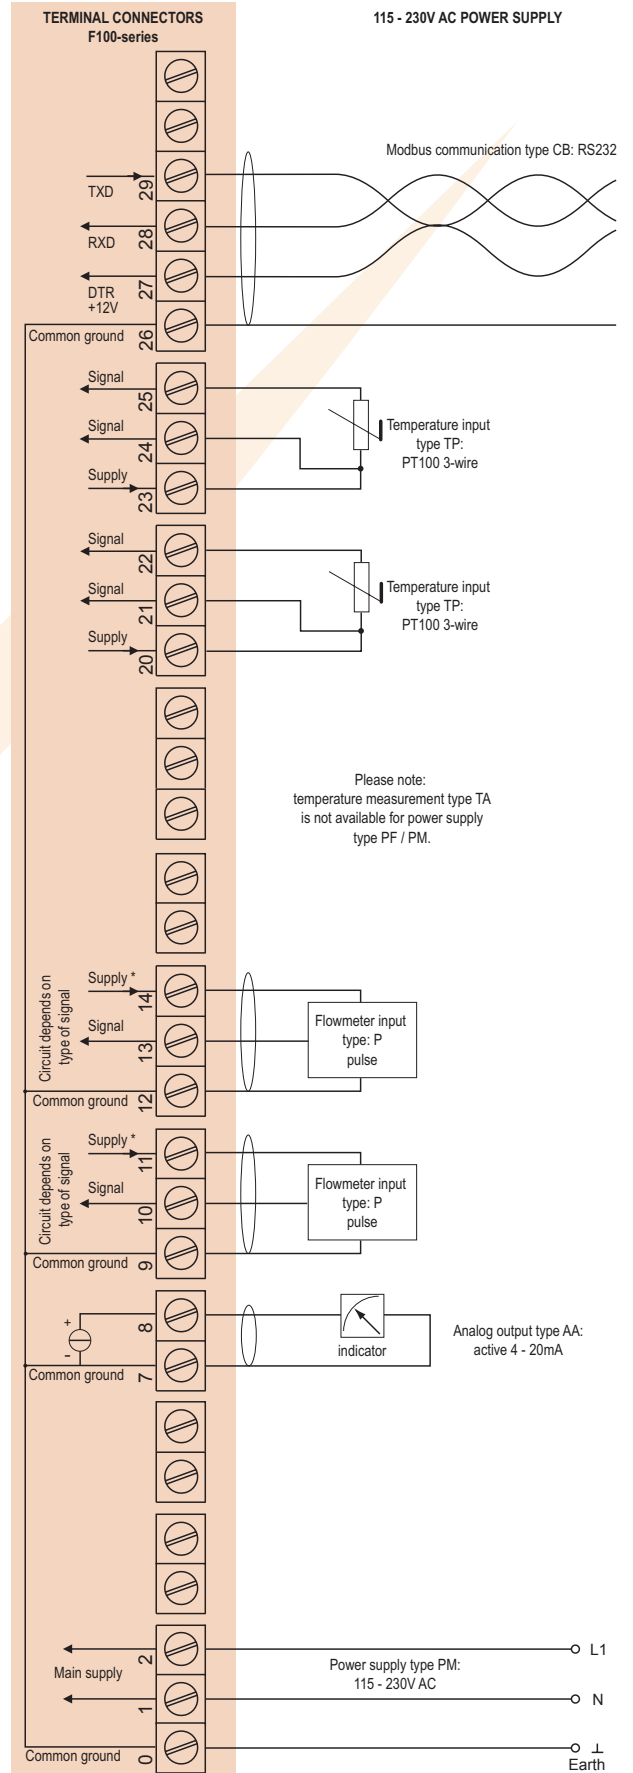 TERMINAL CONNECTORS
F100-series
115 - 230V AC POWER SUPPLY
Modbus communication type CB: RS232
TXD
29
RXD
28
DTR
+12V
27
Common ground
26
Signal
25
Signal
24
Supply
23
Temperature input
type TP:
PT100 3-wire
Signal
22
Signal
21
Supply
20
Temperature input
type TP:
PT100 3-wire
Please note:
temperature measurement type TA
is not available for power supply
type PF / PM.
Circuit depends on
type of signal
Supply *
14
Signal
13
Common ground
12
Flowmeter input
type: P
pulse
Circuit depends on
type of signal
Supply *
11
Signal
10
Common ground
9
Flowmeter input
type: P
pulse
+
-
8
Common ground
7
indicator
Analog output type AA:
active 4 - 20mA
2
Main supply
1
Common ground
0
Power supply type PM:
115 - 230V AC
L1
N
Earth